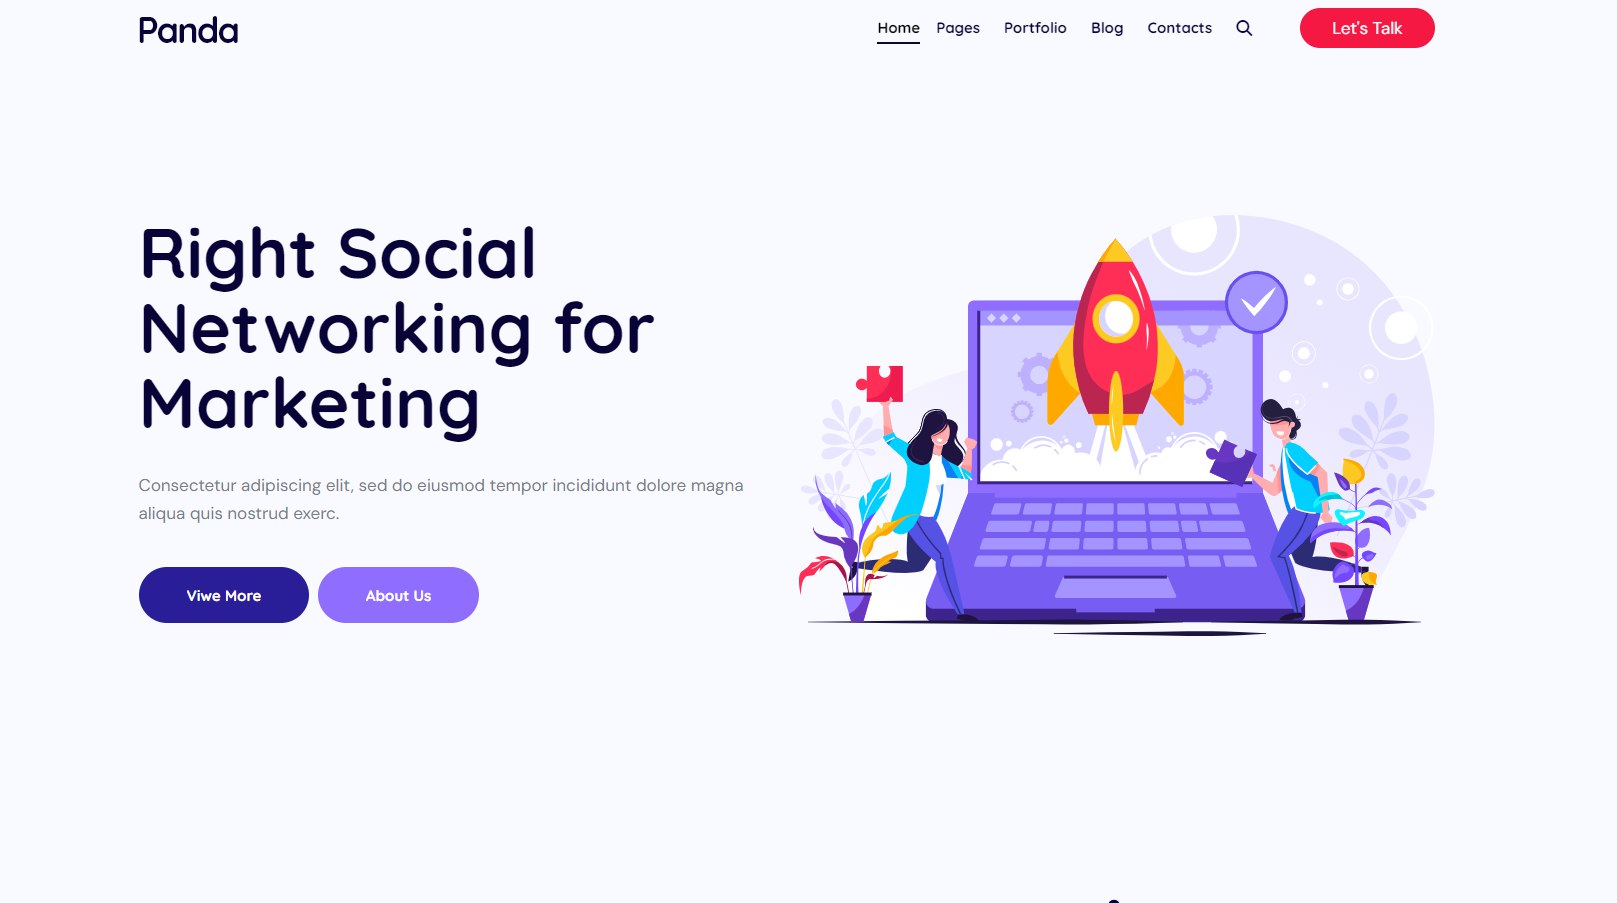 Panda
Home Pages Portfolio Blog Contacts Let's Talk
Right Social
Networking for
Marketing
Consectetur adipiscing elit, sed do eiusmod tempor incididunt dolore magna
aliqua quis nostrud exerc.
Viwe More About Us